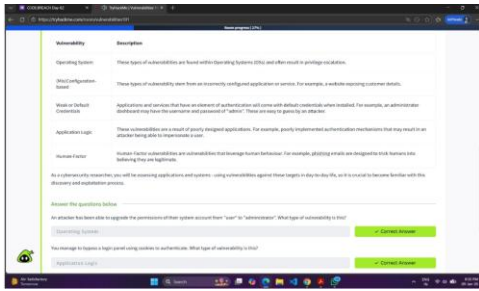 tryhackme.com/room/vulnerabilities101
Room progress ( 27% )
Vulnerability Description
Operating System These types of vulnerabilities are found within Operating Systems (OSs) and often result in privilege escalation.
(Mis)Configuration-based These types of vulnerability stem from an incorrectly configured application or service. For example, a website exposing customer details.
Weak or Default Credentials Applications and services that have an element of authentication will come with default credentials when installed. For example, an administrator dashboard may have the username and password of "admin". These are easy to guess by an attacker.
Application Logic These vulnerabilities are a result of poorly designed applications. For example, poorly implemented authentication mechanisms that may result in an attacker being able to impersonate a user.
Human-Factor Human-Factor vulnerabilities are vulnerabilities that leverage human behaviour. For example, phishing emails are designed to trick humans into believing they are legitimate.
As a cybersecurity researcher, you will be assessing applications and systems - using vulnerabilities against these targets in day-to-day life, so it is crucial to become familiar with this
discovery and exploitation process.
Answer the questions below
An attacker has been able to upgrade the permissions of their system account from "user" to "administrator". What type of vulnerability is this?
Operating System
Correct Answer
You manage to bypass a login panel using cookies to authenticate. What type of vulnerability is this?
Application Logic
Correct Answer
Search